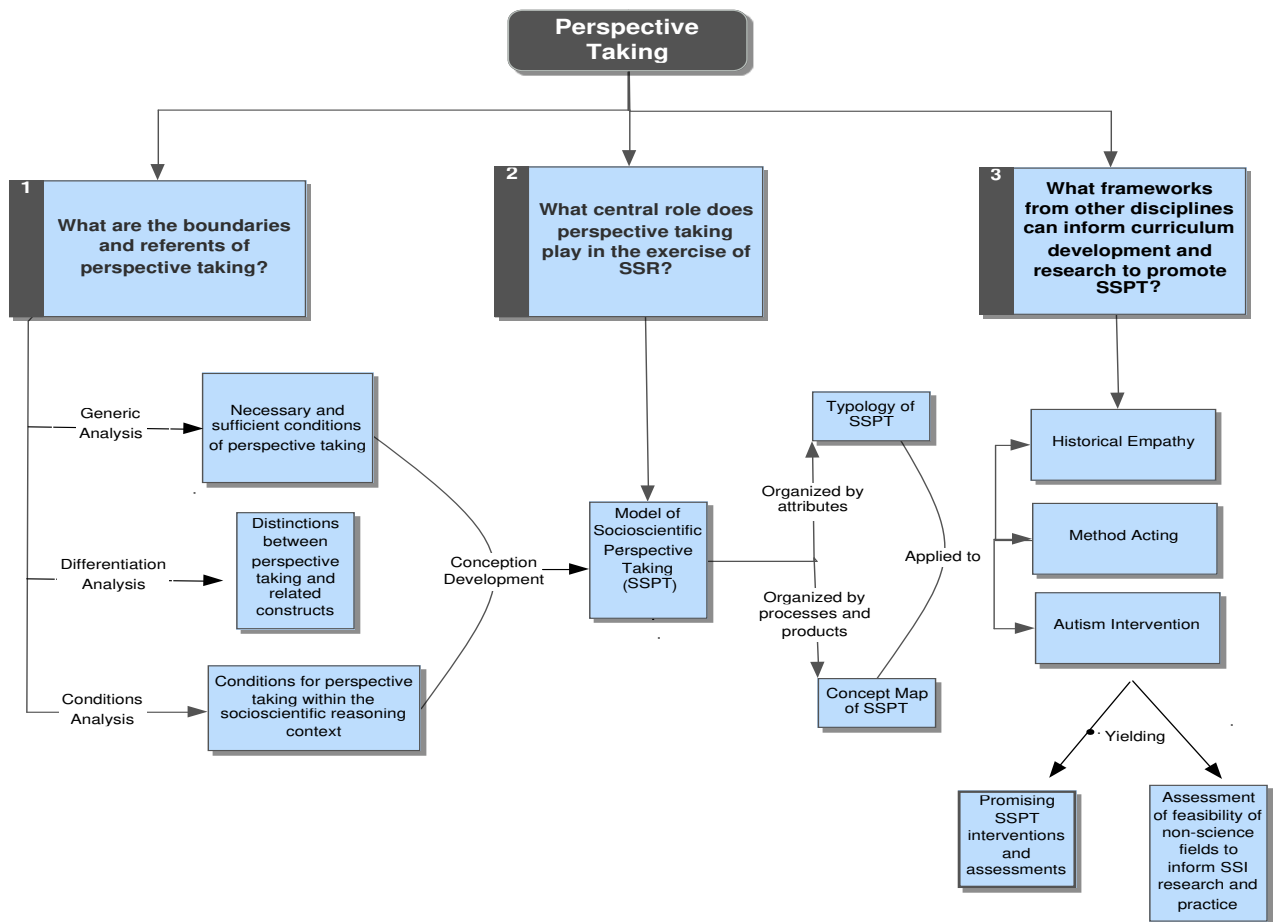 Perspective
Taking
1
What are the boundaries
and referents of
perspective taking?
2
What central role does
perspective taking
play in the exercise of
SSR?
3
What frameworks
from other disciplines
can inform curriculum
development and
research to promote
SSPT?
Generic
Analysis
Necessary and
sufficient conditions
of perspective taking
Differentiation
Analysis
Distinctions
between
perspective
taking and
related
constructs
Conditions
Analysis
Conditions for perspective
taking within the
socioscientific reasoning
context
Conception
Development
Model of
Socioscientific
Perspective
Taking
(SSPT)
Organized by
attributes
Organized by
processes and
products
Typology of
SSPT
Concept Map
of SSPT
Applied to
Historical Empathy
Method Acting
Autism Intervention
Yielding
Promising
SSPT
interventions
and
assessments
Assessment
of feasibility of
non-science
fields to
inform SSI
research and
practice